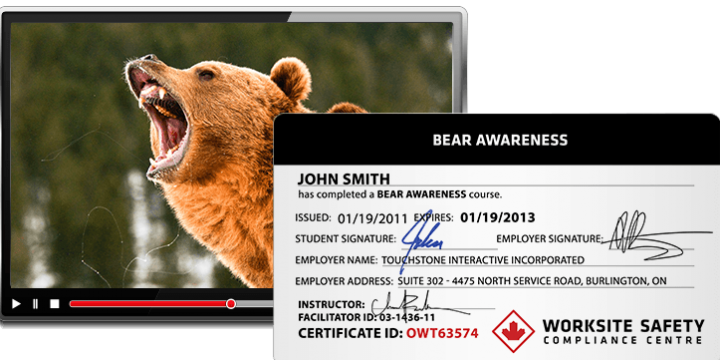 BEAR AWARENESS
JOHN SMITH
has completed a BEAR AWARENESS course.
ISSUED: 01/19/2011 EXPIRES: 01/19/2013
STUDENT SIGNATURE: John EMPLOYER SIGNATURE:
EMPLOYER NAME: TOUCHSTONE INTERACTIVE INCORPORATED
EMPLOYER ADDRESS: SUITE 302 - 4475 NORTH SERVICE ROAD, BURLINGTON, ON
INSTRUCTOR:
FACILITATOR ID: 03-1436-11
CERTIFICATE ID: OWT63574
WORKSITE SAFETY
COMPLIANCE CENTRE